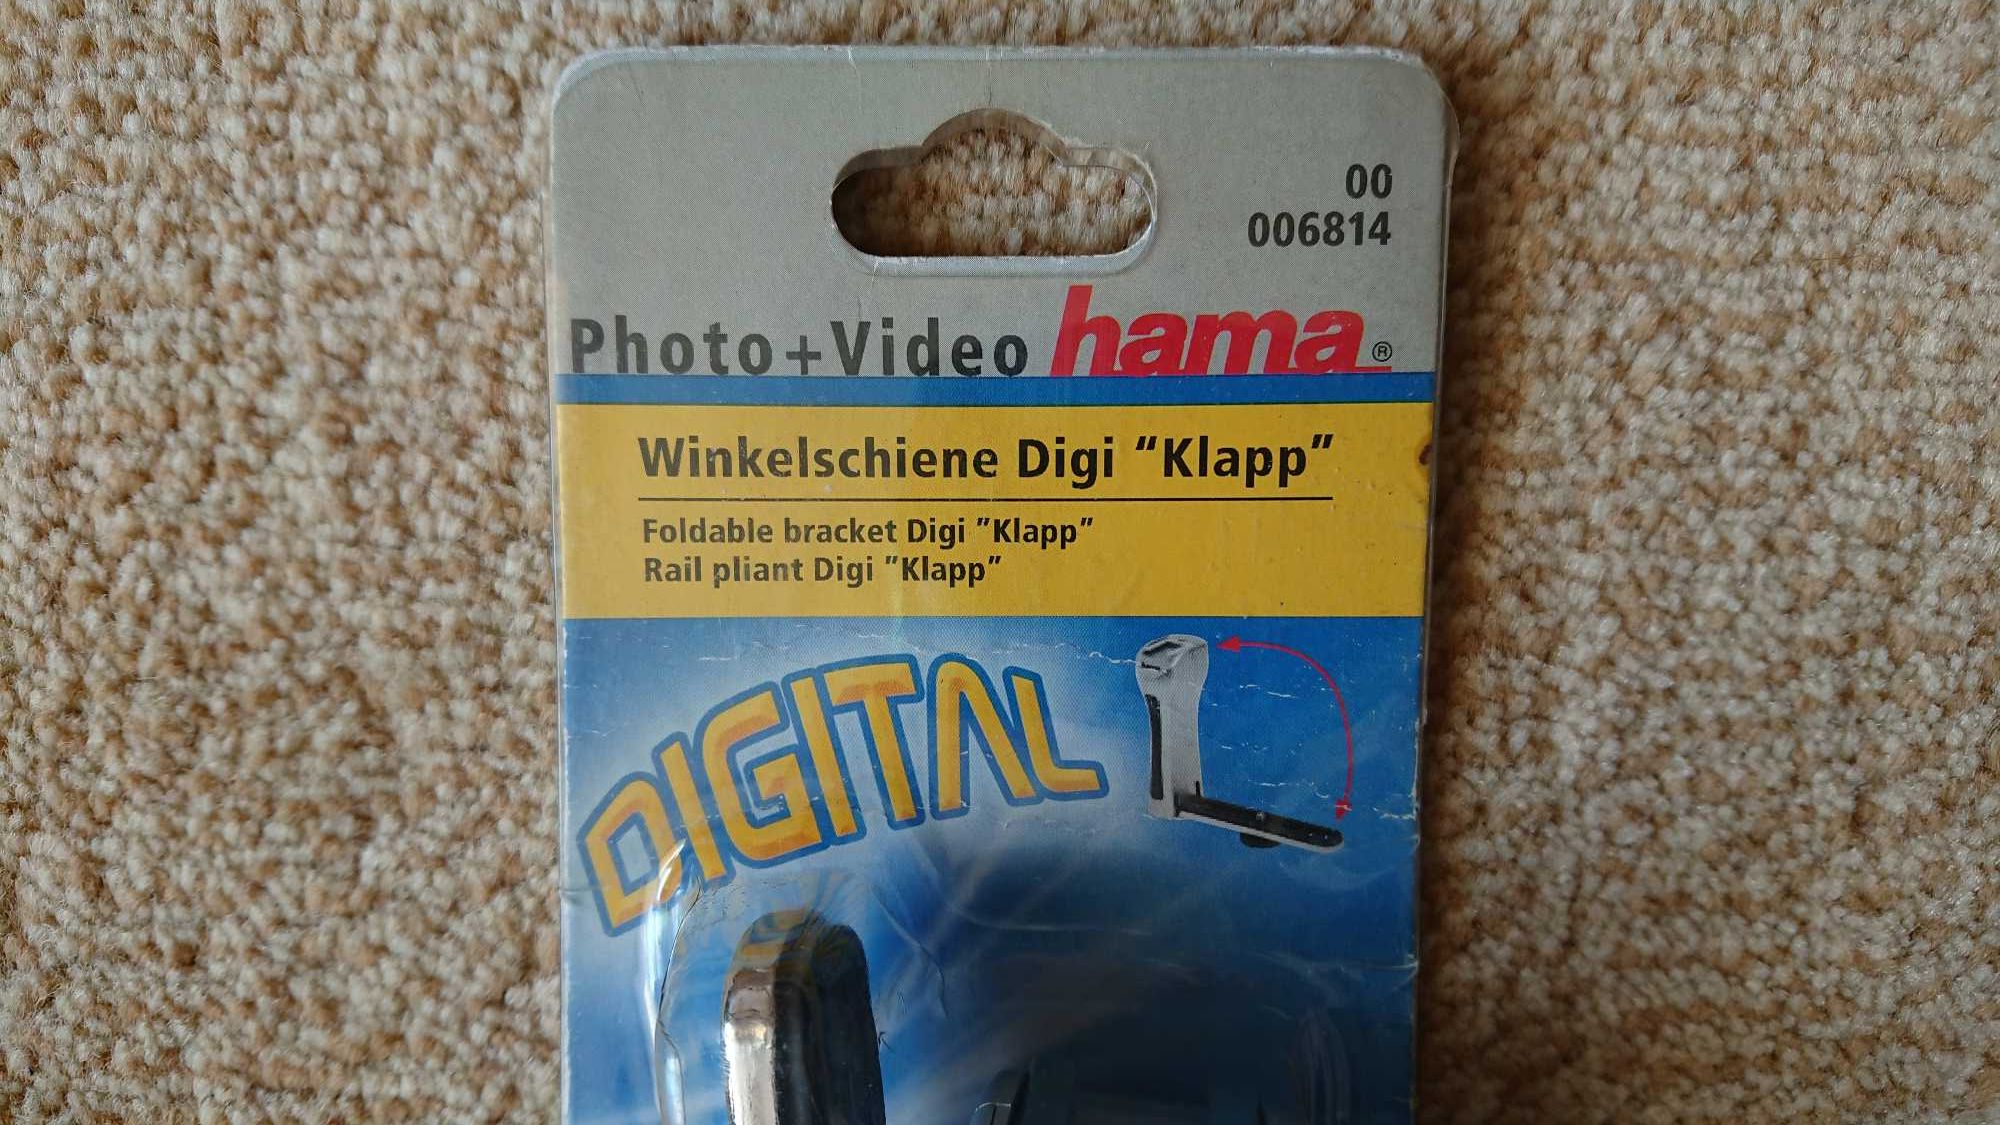 00
006814
Photo+Video hama®
Winkelschiene Digi “Klapp”
Foldable bracket Digi ”Klapp”
Rail pliant Digi ”Klapp”
DIGITAL